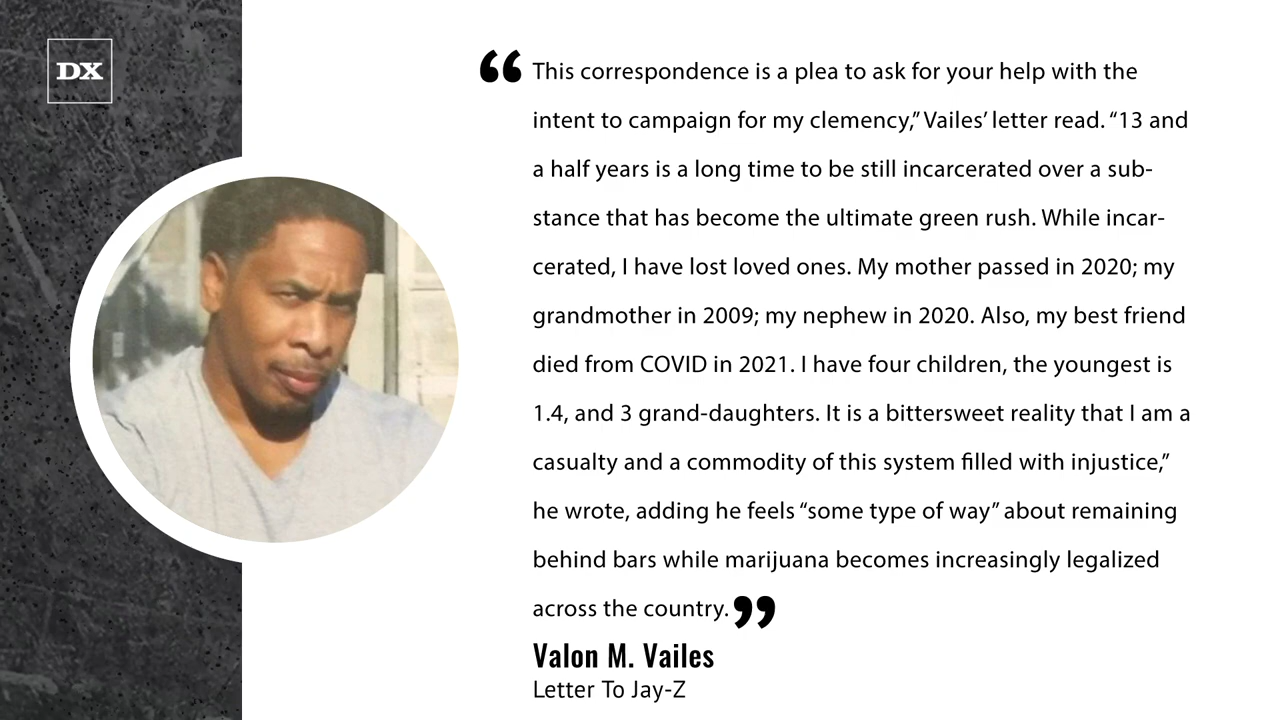 DX
“ This correspondence is a plea to ask for your help with the
intent to campaign for my clemency,” Vailes’ letter read. “13 and
a half years is a long time to be still incarcerated over a sub-
stance that has become the ultimate green rush. While incar-
cerated, I have lost loved ones. My mother passed in 2020; my
grandmother in 2009; my nephew in 2020. Also, my best friend
died from COVID in 2021. I have four children, the youngest is
1.4, and 3 grand-daughters. It is a bittersweet reality that I am a
casualty and a commodity of this system filled with injustice,”
he wrote, adding he feels “some type of way” about remaining
behind bars while marijuana becomes increasingly legalized
across the country. ”
Valon M. Vailes
Letter To Jay-Z